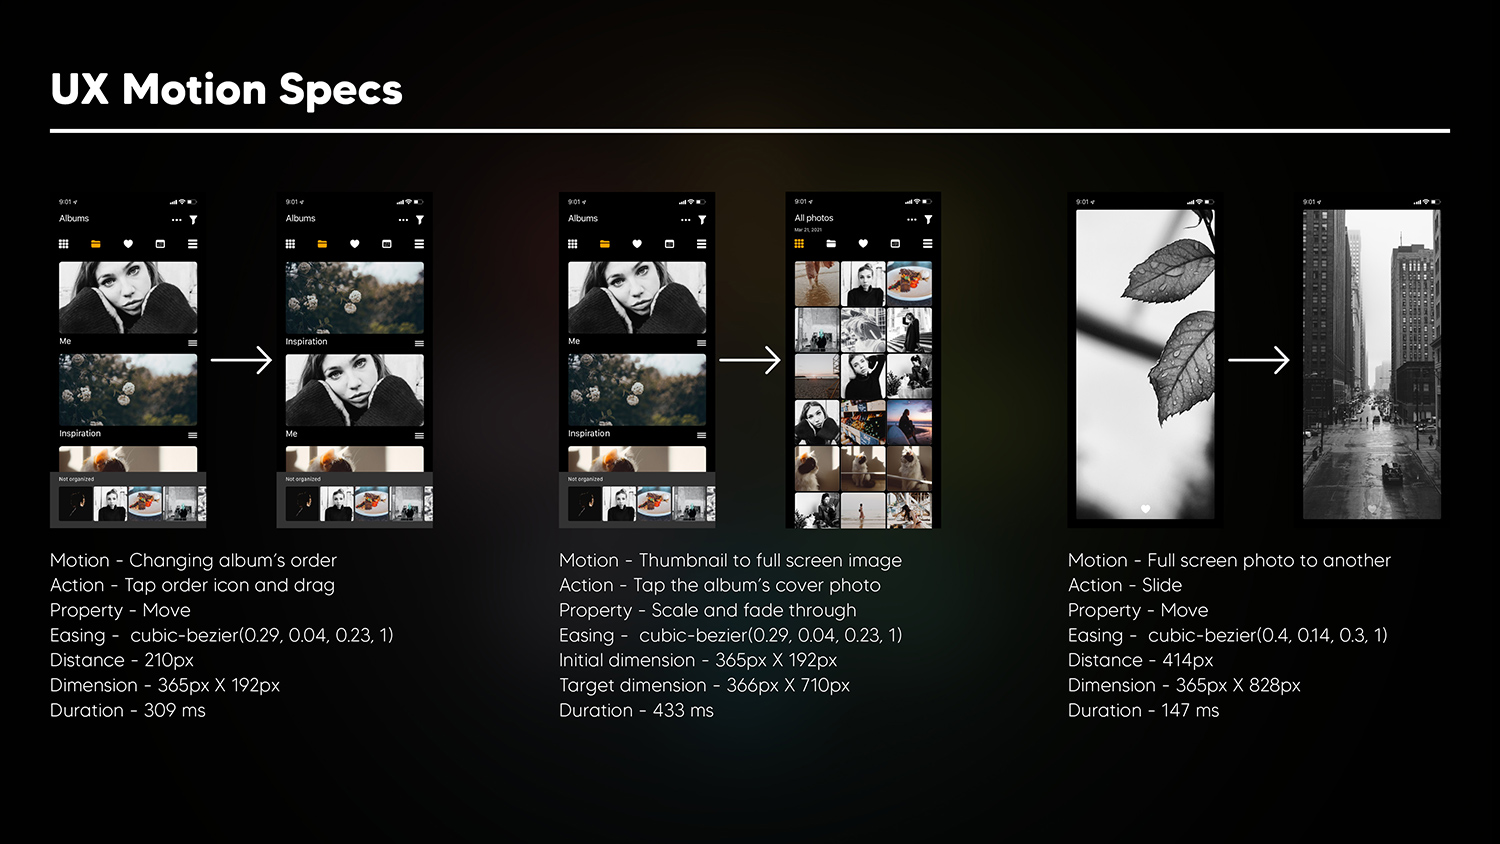 UX Motion Specs
9:01
Albums
Me
Inspiration
Not organized
9:01
Albums
Inspiration
Me
Not organized
9:01
Albums
Me
Inspiration
Not organized
9:01
All photos
Mar 21, 2021
9:01
9:01
Motion - Changing album's order
Action - Tap order icon and drag
Property - Move
Easing -  cubic-bezier(0.29, 0.04, 0.23, 1)
Distance - 210px
Dimension - 365px X 192px
Duration - 309 ms
Motion - Thumbnail to full screen image
Action - Tap the album's cover photo
Property - Scale and fade through
Easing -  cubic-bezier(0.29, 0.04, 0.23, 1)
Initial dimension - 365px X 192px
Target dimension - 366px X 710px
Duration - 433 ms
Motion - Full screen photo to another
Action - Slide
Property - Move
Easing -  cubic-bezier(0.4, 0.14, 0.3, 1)
Distance - 414px
Dimension - 365px X 828px
Duration - 147 ms